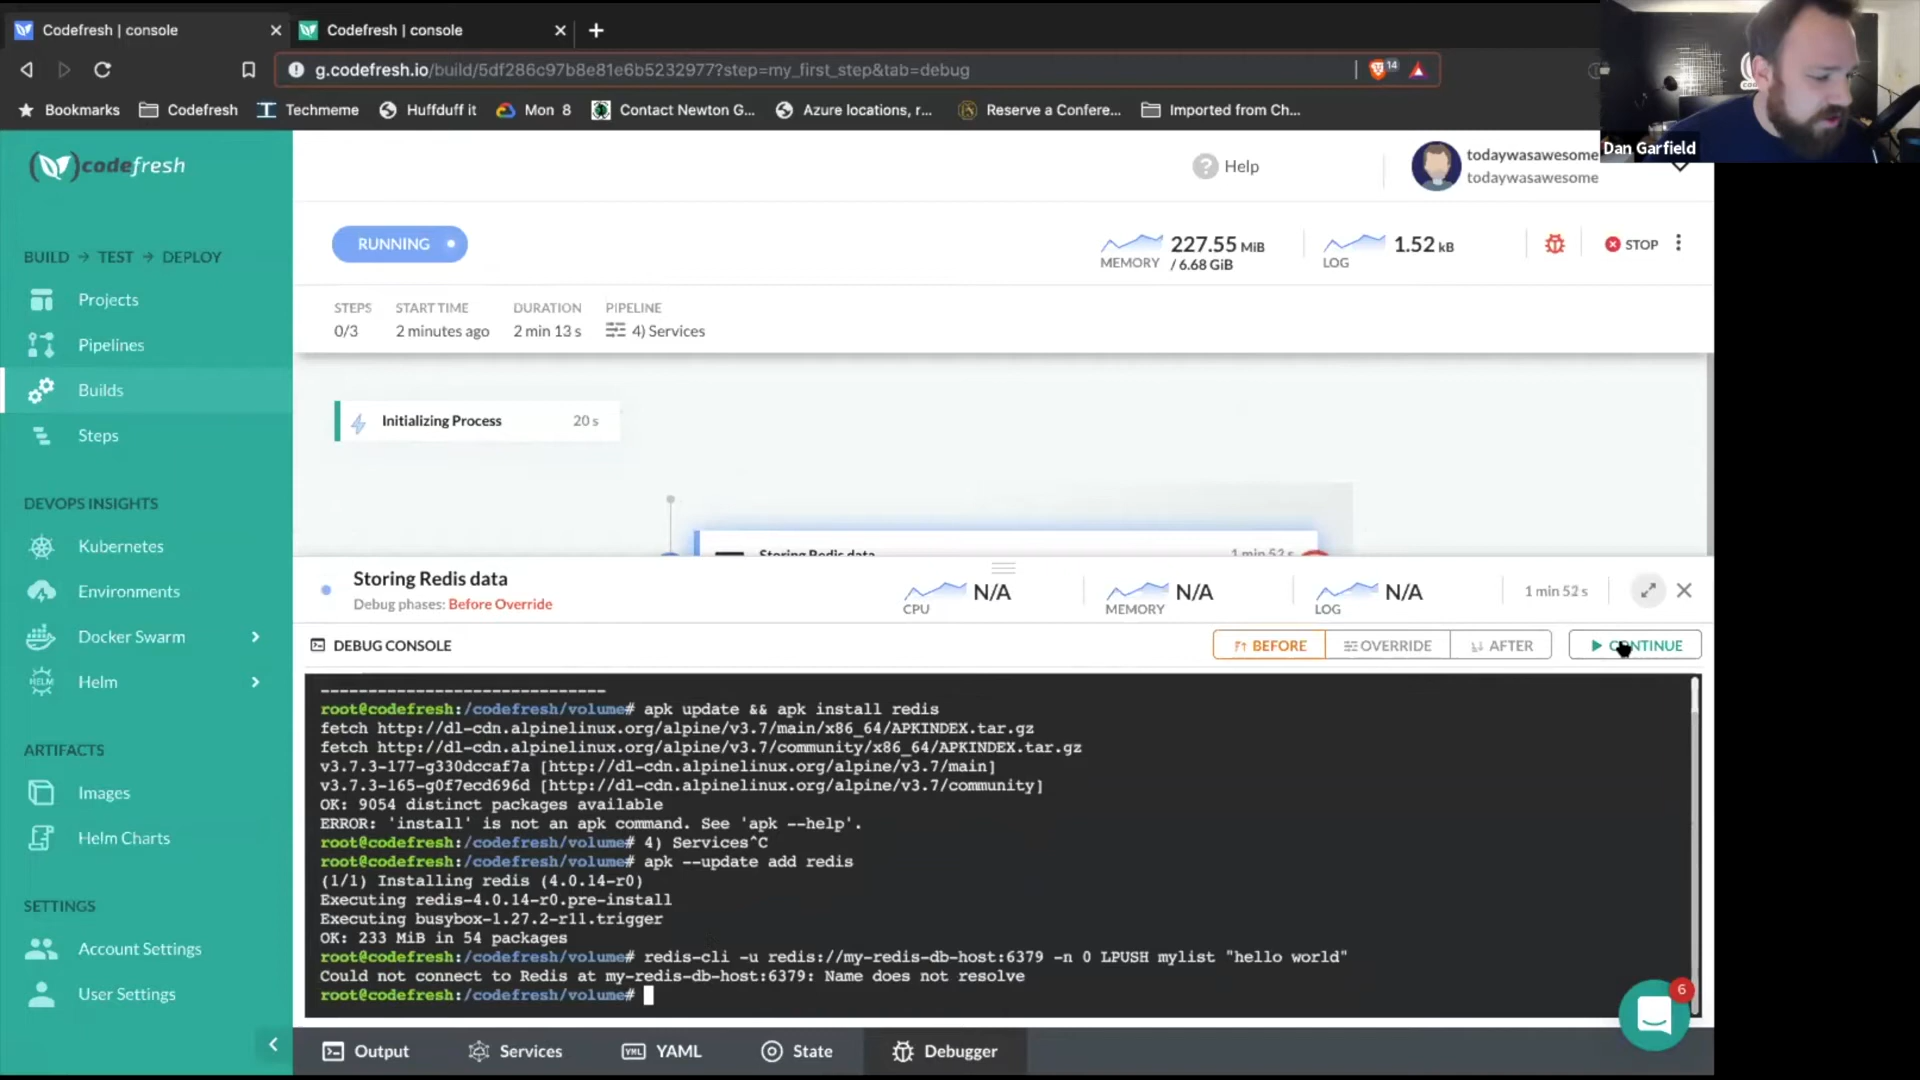 Codefresh | console
Codefresh | console
g.codefresh.io/build/5df286c97b8e81e6b5232977?step=my_first_step&tab=debug
14
Bookmarks
Codefresh
Techmeme
Huffduff it
Mon 8
Contact Newton G...
Azure locations, r...
Reserve a Confere...
Imported from Ch...
Dan Garfield
codefresh
Help
todaywasawesome
todaywasawesome
RUNNING
227.55 MiB
/ 6.68 GiB
MEMORY
1.52 kB
LOG
STOP
BUILD → TEST → DEPLOY
Projects
Pipelines
Builds
Steps
STEPS
0/3
START TIME
2 minutes ago
DURATION
2 min 13 s
PIPELINE
4) Services
Initializing Process
20 s
DEVOPS INSIGHTS
Kubernetes
Environments
Docker Swarm
HELM
Helm
Storing Redis data
1 min 52 s
Storing Redis data
Debug phases: Before Override
CPU
N/A
MEMORY
N/A
LOG
N/A
1 min 52 s
DEBUG CONSOLE
BEFORE
OVERRIDE
AFTER
CONTINUE
------------------------------
root@codefresh:/codefresh/volume# apk update && apk install redis
fetch http://dl-cdn.alpinelinux.org/alpine/v3.7/main/x86_64/APKINDEX.tar.gz
fetch http://dl-cdn.alpinelinux.org/alpine/v3.7/community/x86_64/APKINDEX.tar.gz
v3.7.3-177-g330dccaf7a [http://dl-cdn.alpinelinux.org/alpine/v3.7/main]
v3.7.3-165-g0f7ecd696d [http://dl-cdn.alpinelinux.org/alpine/v3.7/community]
OK: 9054 distinct packages available
ERROR: 'install' is not an apk command. See 'apk --help'.
root@codefresh:/codefresh/volume# 4) Services^C
root@codefresh:/codefresh/volume# apk --update add redis
(1/1) Installing redis (4.0.14-r0)
Executing redis-4.0.14-r0.pre-install
Executing busybox-1.27.2-r11.trigger
OK: 233 MiB in 54 packages
root@codefresh:/codefresh/volume# redis-cli -u redis://my-redis-db-host:6379 -n 0 LPUSH mylist "hello world"
Could not connect to Redis at my-redis-db-host:6379: Name does not resolve
root@codefresh:/codefresh/volume#
ARTIFACTS
Images
Helm Charts
SETTINGS
Account Settings
User Settings
6
Output
Services
YML
YAML
State
Debugger